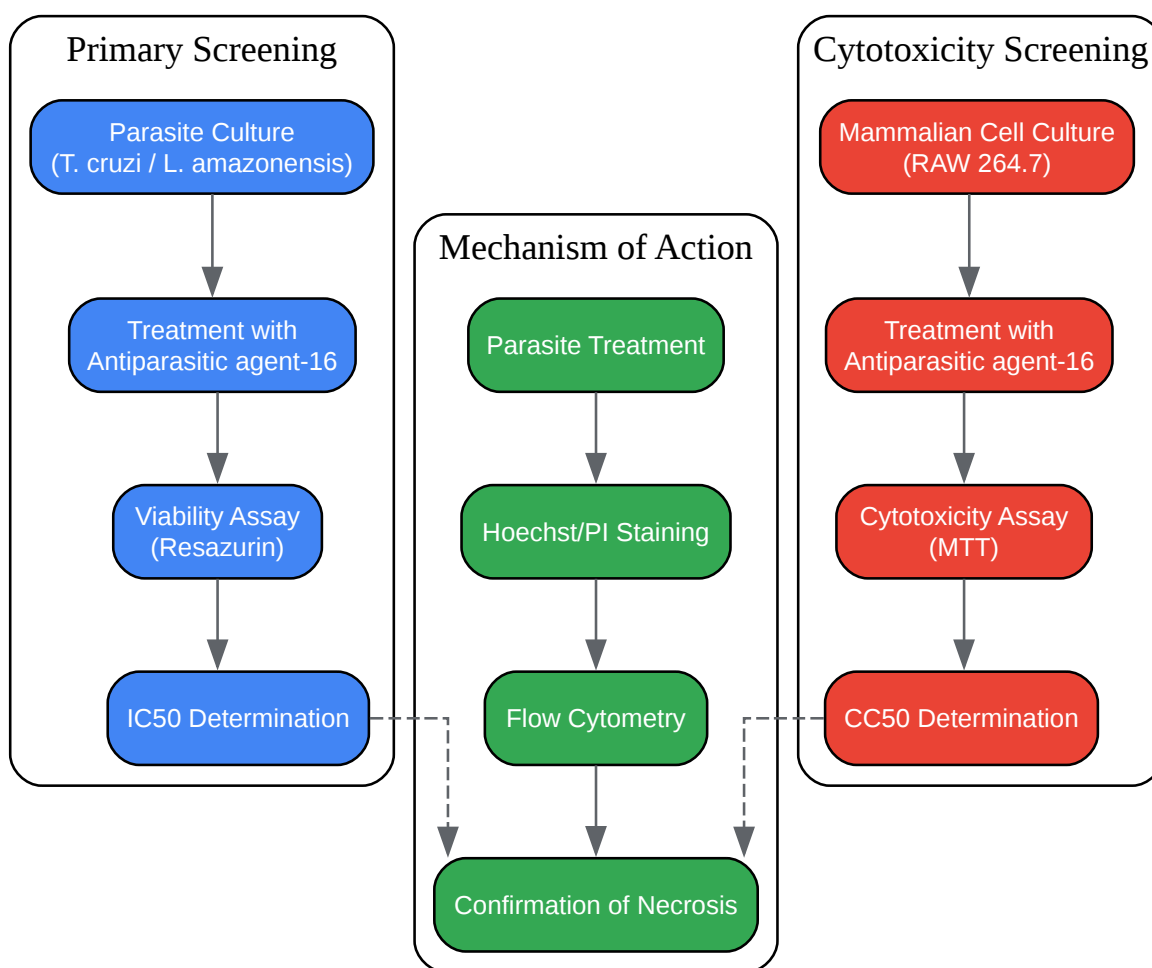 Primary Screening
Parasite Culture
(T. cruzi / L. amazonensis)
Treatment with
Antiparasitic agent-16
Viability Assay
(Resazurin)
IC50 Determination
Mechanism of Action
Parasite Treatment
Hoechst/PI Staining
Flow Cytometry
Confirmation of Necrosis
Cytotoxicity Screening
Mammalian Cell Culture
(RAW 264.7)
Treatment with
Antiparasitic agent-16
Cytotoxicity Assay
(MTT)
CC50 Determination